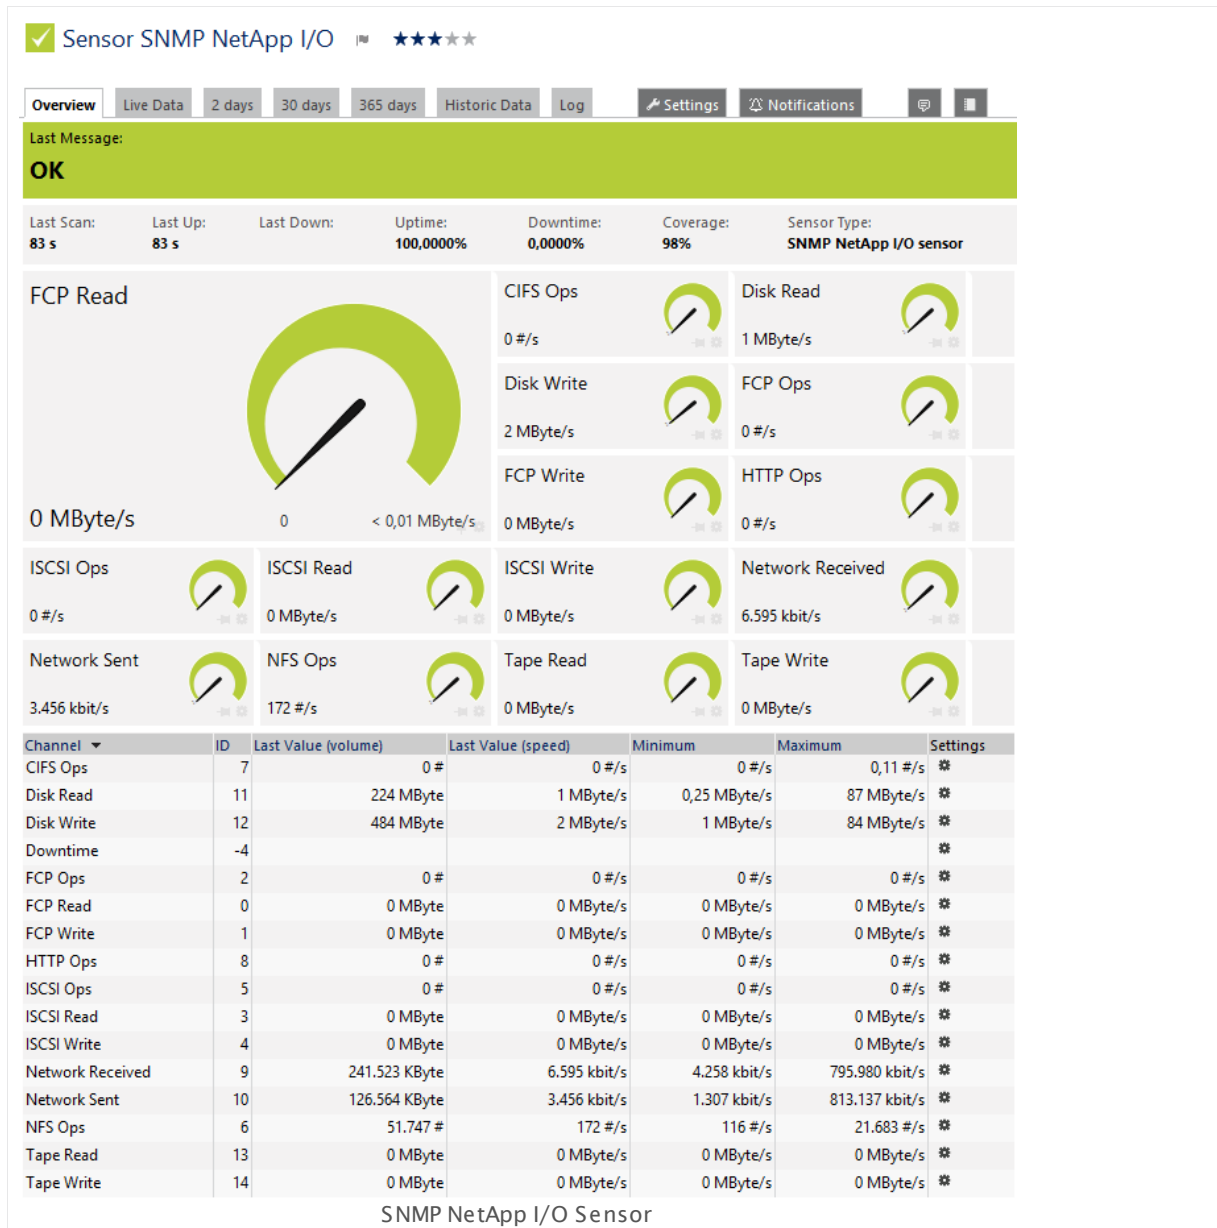 Sensor SNMP NetApp I/O
Overview Live Data 2 days 30 days 365 days Historic Data Log Settings Notifications
Last Message:
OK
Last Scan: Last Up: Last Down: Uptime: Downtime: Coverage: Sensor Type:
83 s 83 s 100,0000% 0,0000% 98% SNMP NetApp I/O sensor
FCP Read
0 MByte/s
0 < 0,01 MByte/s
CIFS Ops
0 #/s
Disk Read
1 MByte/s
Disk Write
2 MByte/s
FCP Ops
0 #/s
FCP Write
0 MByte/s
HTTP Ops
0 #/s
ISCSI Ops
0 #/s
ISCSI Read
0 MByte/s
ISCSI Write
0 MByte/s
Network Received
6.595 kbit/s
Network Sent
3.456 kbit/s
NFS Ops
172 #/s
Tape Read
0 MByte/s
Tape Write
0 MByte/s
Channel ID Last Value (volume) Last Value (speed) Minimum Maximum Settings
CIFS Ops 7 0 # 0 #/s 0 #/s 0,11 #/s
Disk Read 11 224 MByte 1 MByte/s 0,25 MByte/s 87 MByte/s
Disk Write 12 484 MByte 2 MByte/s 1 MByte/s 84 MByte/s
Downtime -4
FCP Ops 2 0 # 0 #/s 0 #/s 0 #/s
FCP Read 0 0 MByte 0 MByte/s 0 MByte/s 0 MByte/s
FCP Write 1 0 MByte 0 MByte/s 0 MByte/s 0 MByte/s
HTTP Ops 8 0 # 0 #/s 0 #/s 0 #/s
ISCSI Ops 5 0 # 0 #/s 0 #/s 0 #/s
ISCSI Read 3 0 MByte 0 MByte/s 0 MByte/s 0 MByte/s
ISCSI Write 4 0 MByte 0 MByte/s 0 MByte/s 0 MByte/s
Network Received 9 241.523 KByte 6.595 kbit/s 4.258 kbit/s 795.980 kbit/s
Network Sent 10 126.564 KByte 3.456 kbit/s 1.307 kbit/s 813.137 kbit/s
NFS Ops 6 51.747 # 172 #/s 116 #/s 21.683 #/s
Tape Read 13 0 MByte 0 MByte/s 0 MByte/s 0 MByte/s
Tape Write 14 0 MByte 0 MByte/s 0 MByte/s 0 MByte/s
SNMP NetApp I/O Sensor